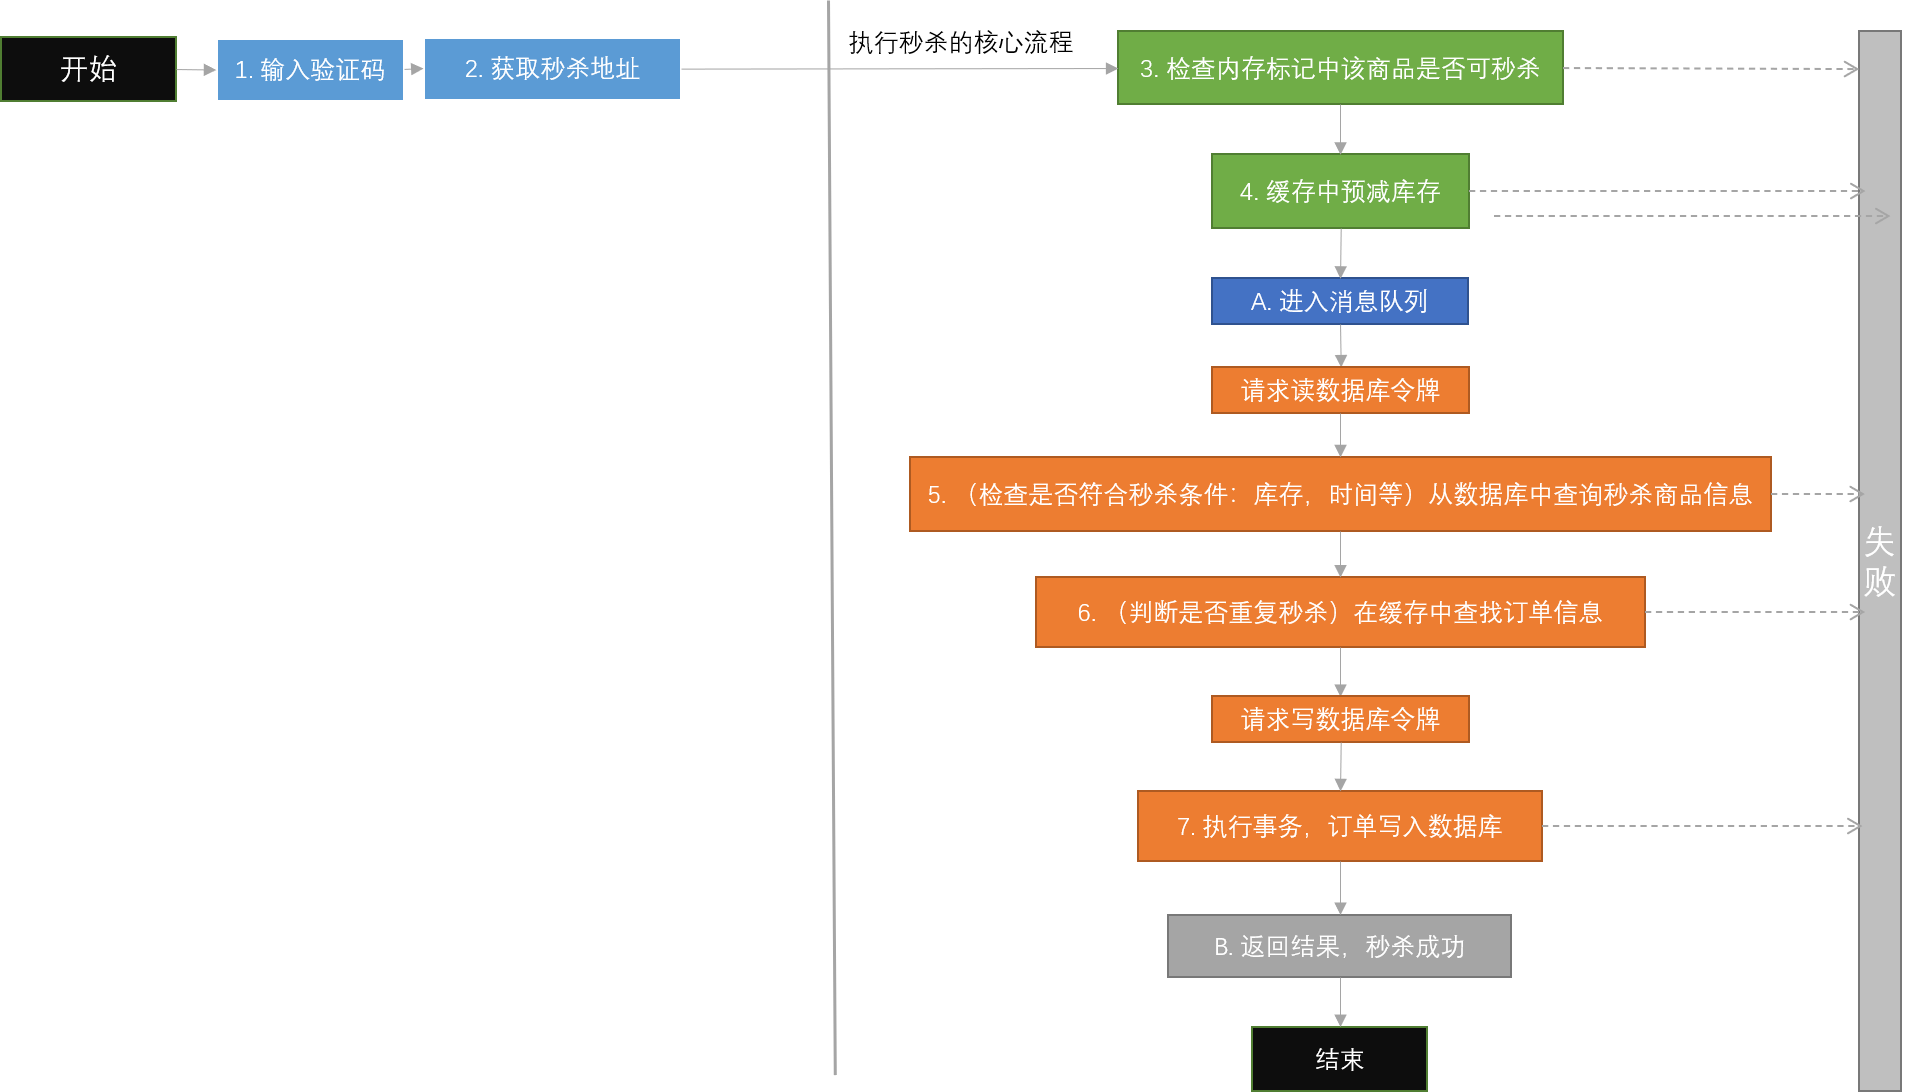 开始
1. 输入验证码
2. 获取秒杀地址
执行秒杀的核心流程
3. 检查内存标记中该商品是否可秒杀
4. 缓存中预减库存
A. 进入消息队列
请求读数据库令牌
5. （检查是否符合秒杀条件：库存，时间等）从数据库中查询秒杀商品信息
6. （判断是否重复秒杀）在缓存中查找订单信息
请求写数据库令牌
7. 执行事务，订单写入数据库
B. 返回结果，秒杀成功
结束
失
败